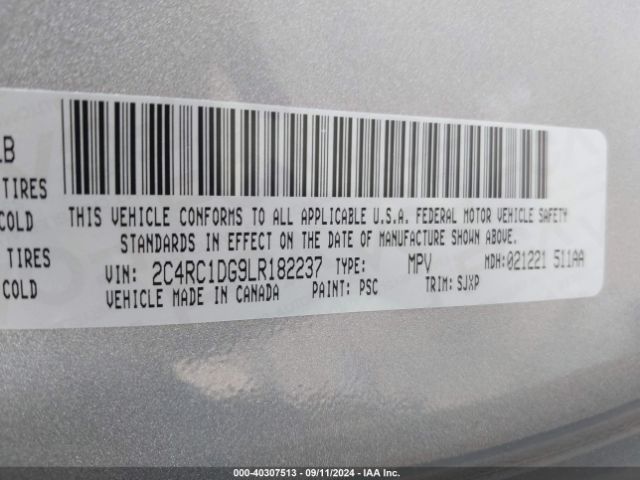 LB
TIRES
COLD
TIRES
COLD
THIS VEHICLE CONFORMS TO ALL APPLICABLE U.S.A. FEDERAL MOTOR VEHICLE SAFETY
STANDARDS IN EFFECT ON THE DATE OF MANUFACTURE SHOWN ABOVE.
VIN: 2C4RC1DG9LR182237 TYPE: MPV MDH:021221 511AA
VEHICLE MADE IN CANADA PAINT: PSC TRIM: SJXP
000-40307513 - 09/11/2024 - IAA Inc.